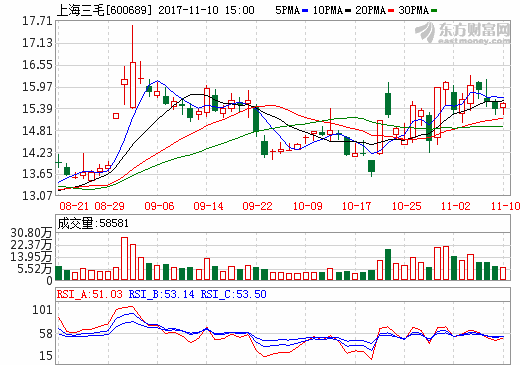 上海三毛[600689] 2017-11-10 15:00 5PMA 10PMA 20PMA 30PMA
东方财富网
eastmoney.com
17.71
17.13
16.55
15.97
15.39
14.81
14.23
13.65
13.07
08-21 08-29 09-06 09-14 09-22 10-09 10-17 10-25 11-02 11-10
成交量:58581
30.80万
22.37万
13.95万
5.52万
0
RSI_A:51.03 RSI_B:53.14 RSI_C:53.50
101
58
15